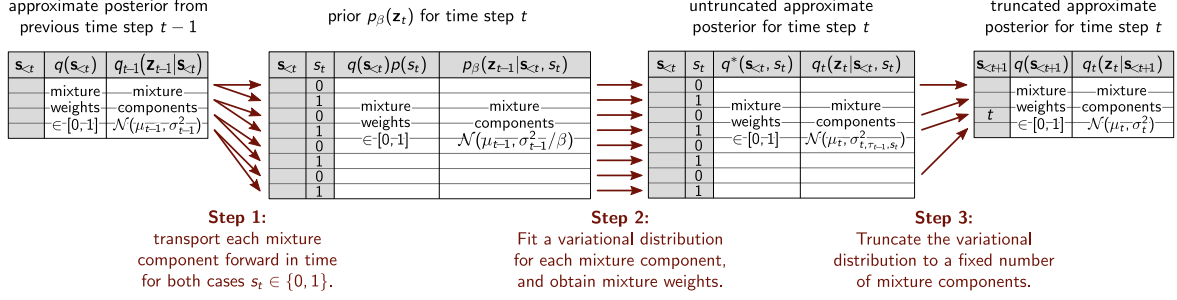 approximate posterior from
previous time step t − 1
prior pβ(𝐳t) for time step t
untruncated approximate
posterior for time step t
truncated approximate
posterior for time step t
𝐬<t q(𝐬<t) qt−1(𝐳t−1|𝐬<t)
mixture mixture
weights components
∈ [0, 1] 𝒩(μt−1, σ²t−1)
𝐬<t st q(𝐬<t)p(st) pβ(𝐳t−1|𝐬<t, st)
0
1
0
1
0
1
0
1
mixture mixture
weights components
∈ [0, 1] 𝒩(μt−1, σ²t−1/β)
𝐬<t st q*(𝐬<t, st) qt(𝐳t|𝐬<t, st)
0
1
0
1
0
1
0
1
mixture mixture
weights components
∈ [0, 1] 𝒩(μt, σ²t,τt−1,st)
𝐬<t+1 q(𝐬<t+1) qt(𝐳t|𝐬<t+1)
mixture mixture
t weights components
∈ [0, 1] 𝒩(μt, σ²t)
Step 1:
transport each mixture
component forward in time
for both cases st ∈ {0, 1}.
Step 2:
Fit a variational distribution
for each mixture component,
and obtain mixture weights.
Step 3:
Truncate the variational
distribution to a fixed number
of mixture components.